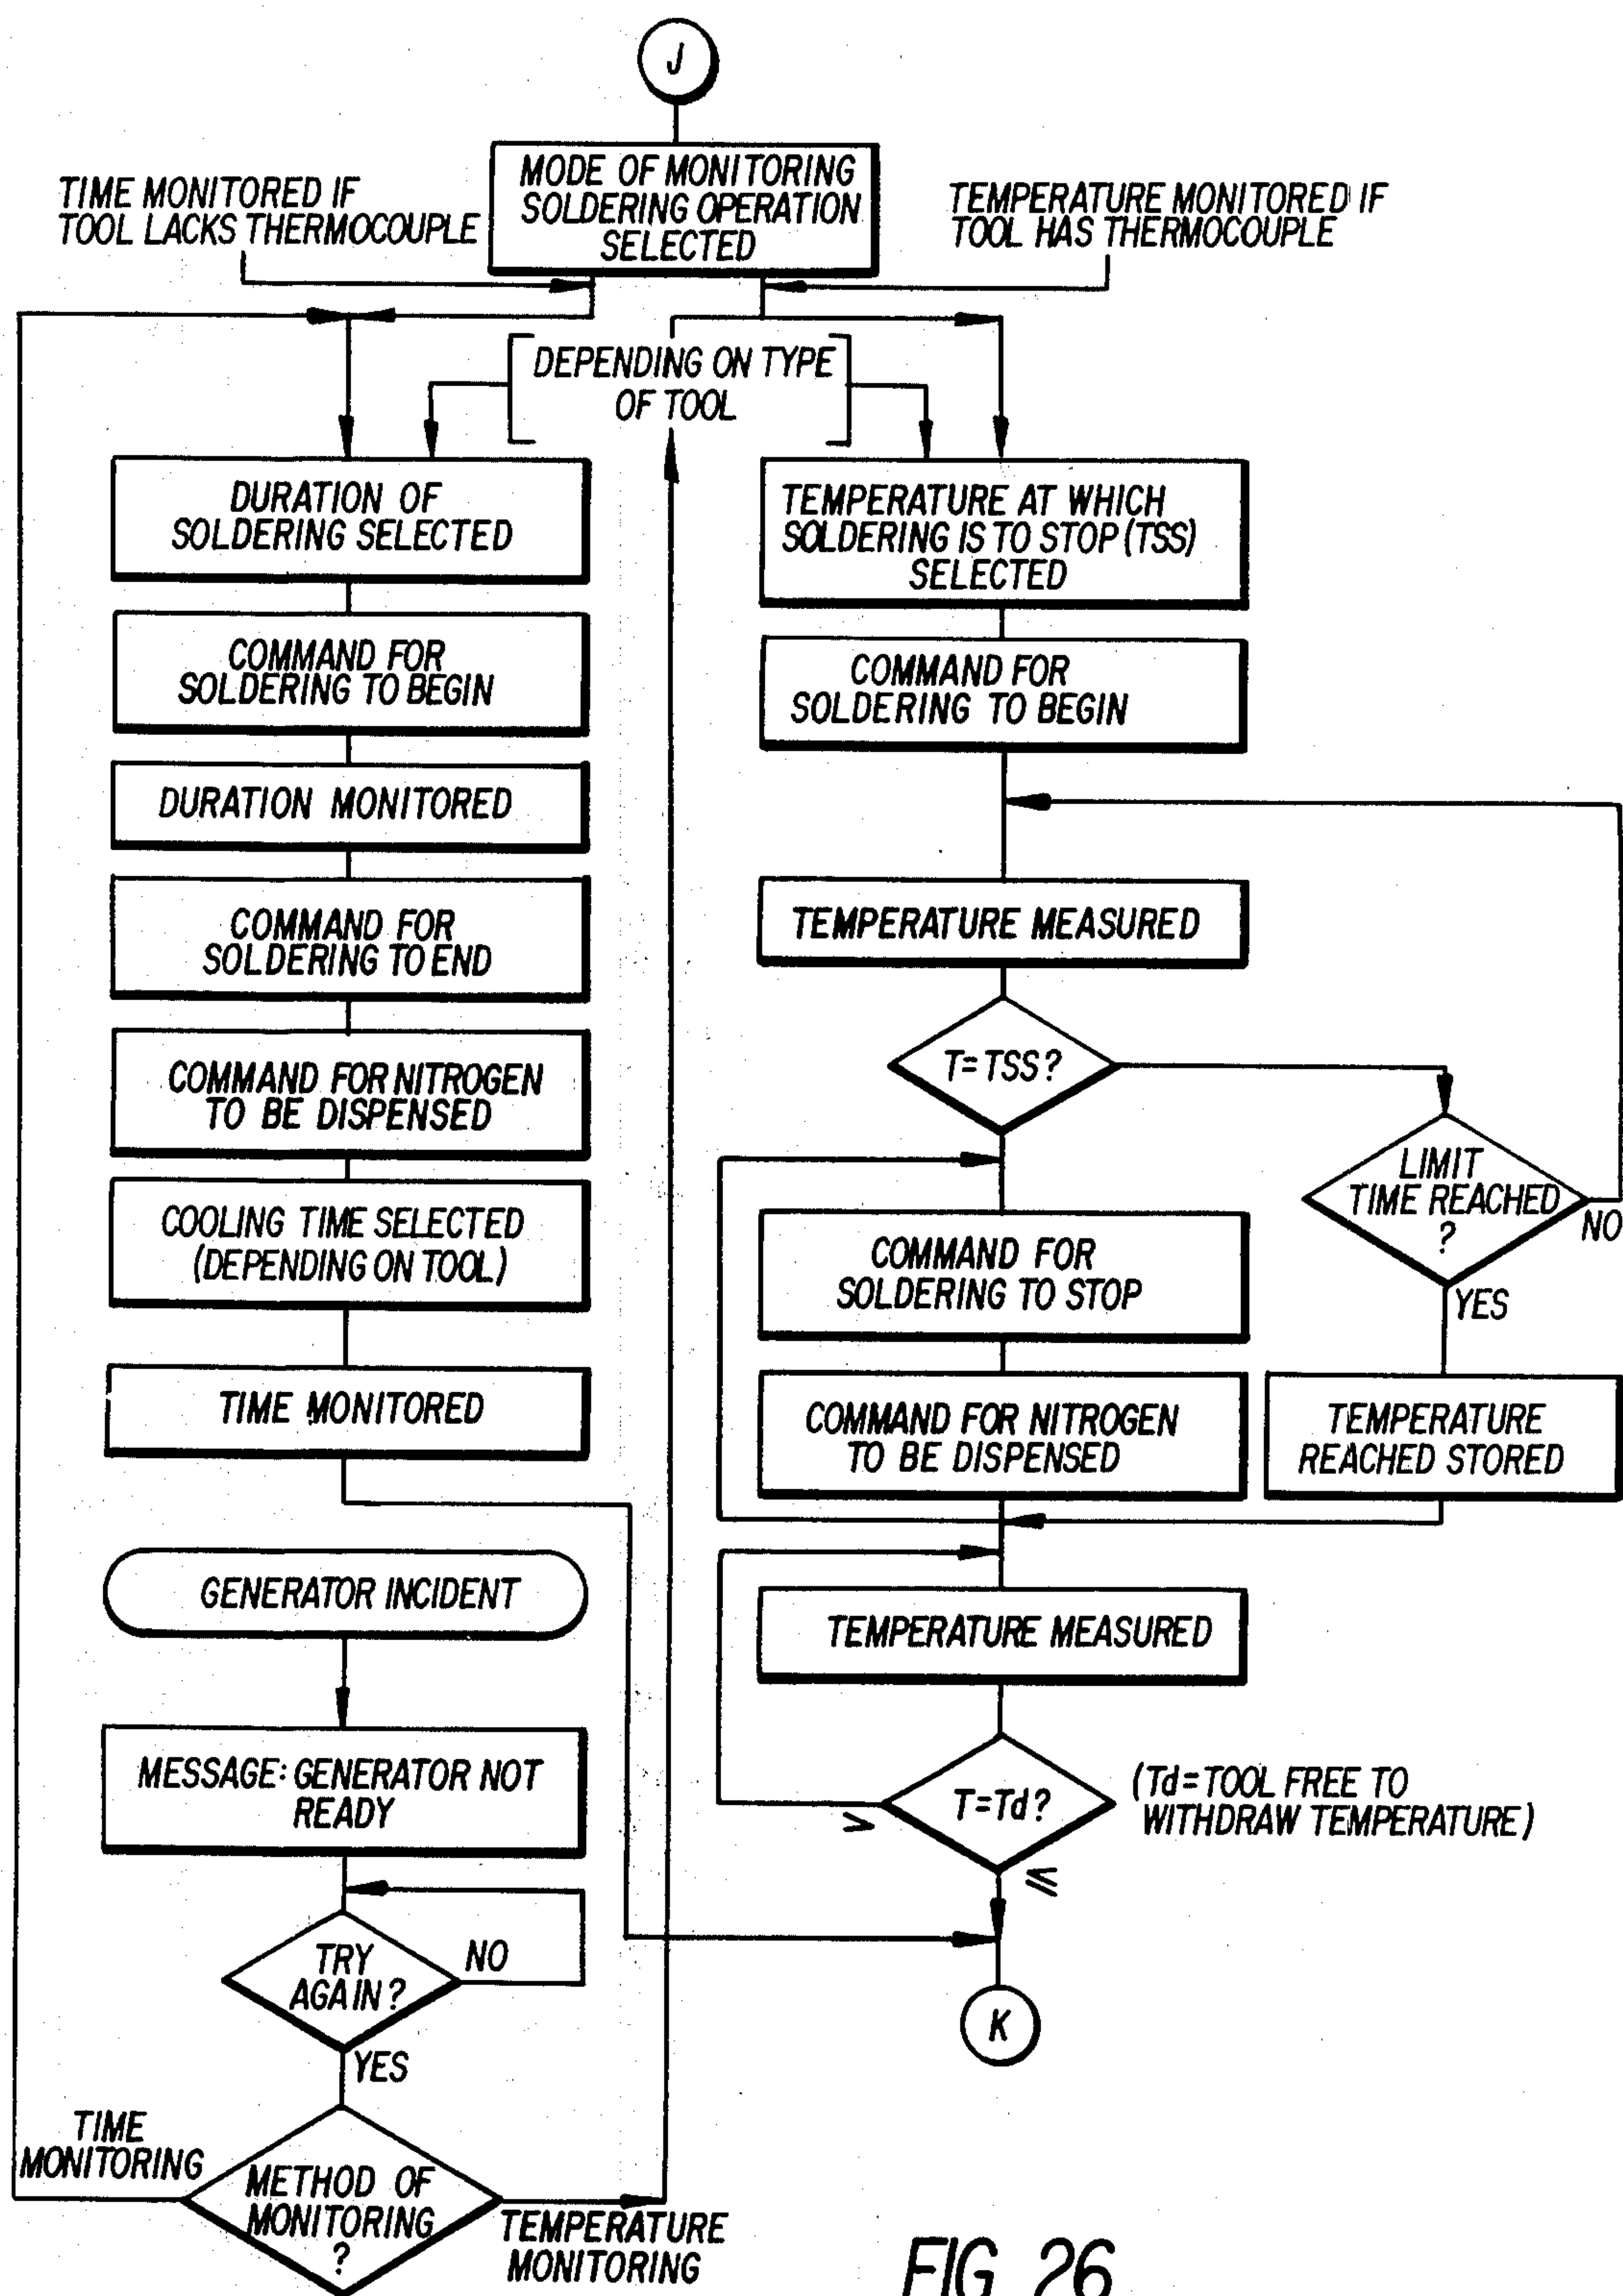 J
MODE OF MONITORING
SOLDERING OPERATION
SELECTED
TIME MONITORED IF
TOOL LACKS THERMOCOUPLE
TEMPERATURE MONITORED IF
TOOL HAS THERMOCOUPLE
DEPENDING ON TYPE
OF TOOL
DURATION OF
SOLDERING SELECTED
COMMAND FOR
SOLDERING TO BEGIN
DURATION MONITORED
COMMAND FOR
SOLDERING TO END
COMMAND FOR NITROGEN
TO BE DISPENSED
COOLING TIME SELECTED
(DEPENDING ON TOOL)
TIME MONITORED
GENERATOR INCIDENT
MESSAGE: GENERATOR NOT
READY
TRY
AGAIN?
NO
YES
TIME
MONITORING
METHOD OF
MONITORING
?
TEMPERATURE
MONITORING
TEMPERATURE AT WHICH
SOLDERING IS TO STOP (TSS)
SELECTED
COMMAND FOR
SOLDERING TO BEGIN
TEMPERATURE MEASURED
T=TSS?
LIMIT
TIME REACHED
?
NO
YES
COMMAND FOR
SOLDERING TO STOP
COMMAND FOR NITROGEN
TO BE DISPENSED
TEMPERATURE
REACHED STORED
TEMPERATURE MEASURED
T=Td?
>
≤
(Td=TOOL FREE TO
WITHDRAW TEMPERATURE)
K
FIG. 26